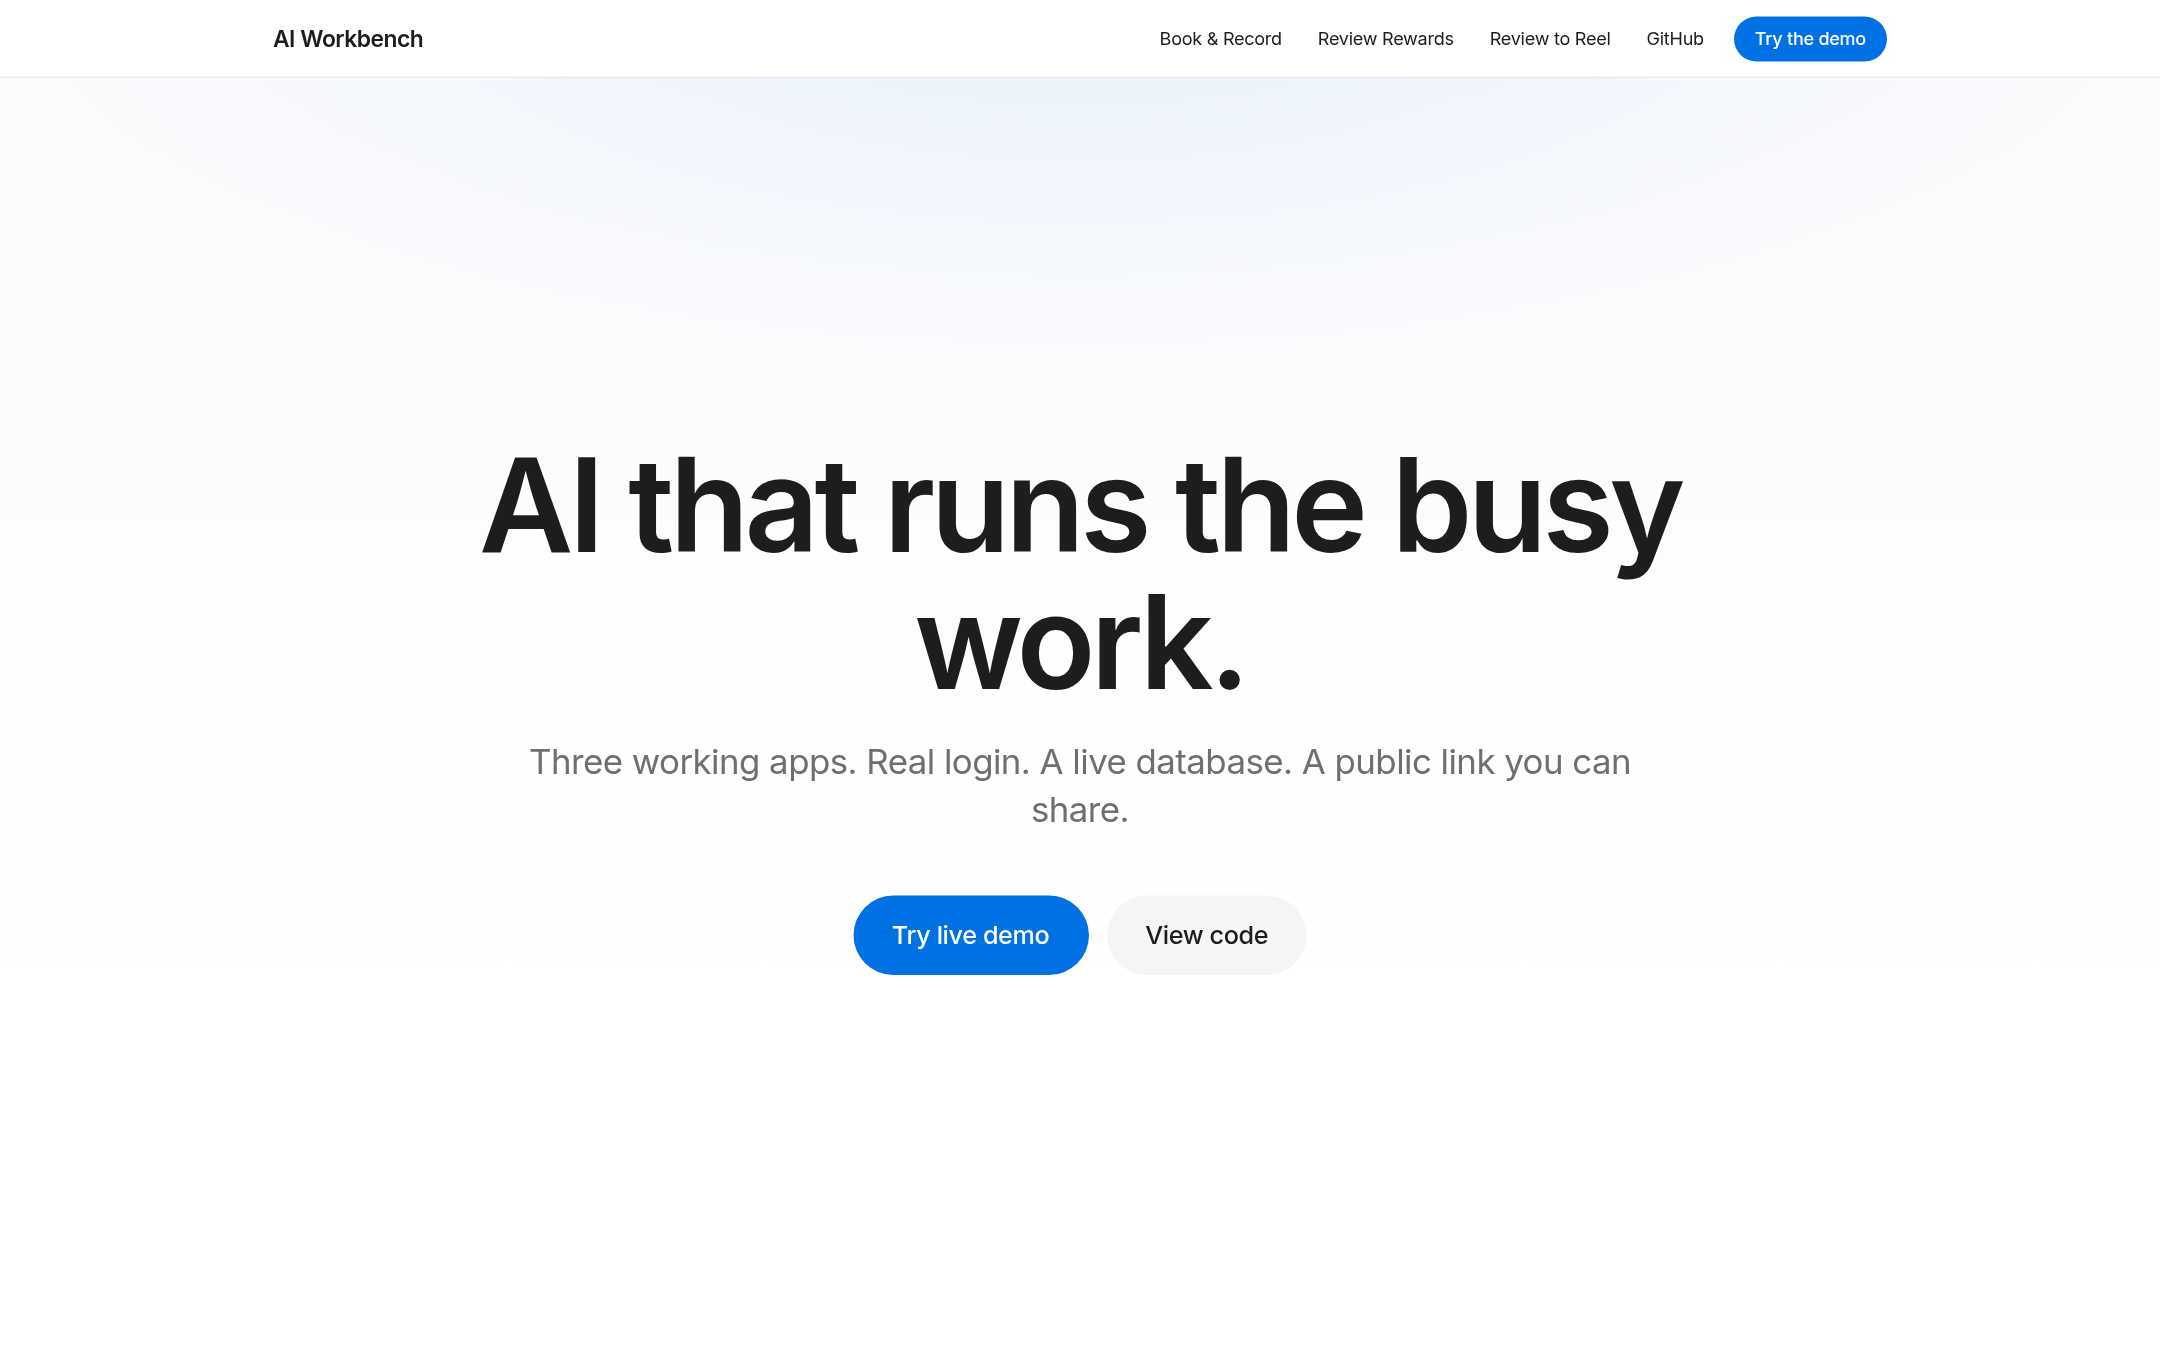 AI Workbench
Book & Record
Review Rewards
Review to Reel
GitHub
Try the demo
AI that runs the busy
work.
Three working apps. Real login. A live database. A public link you can
share.
Try live demo
View code